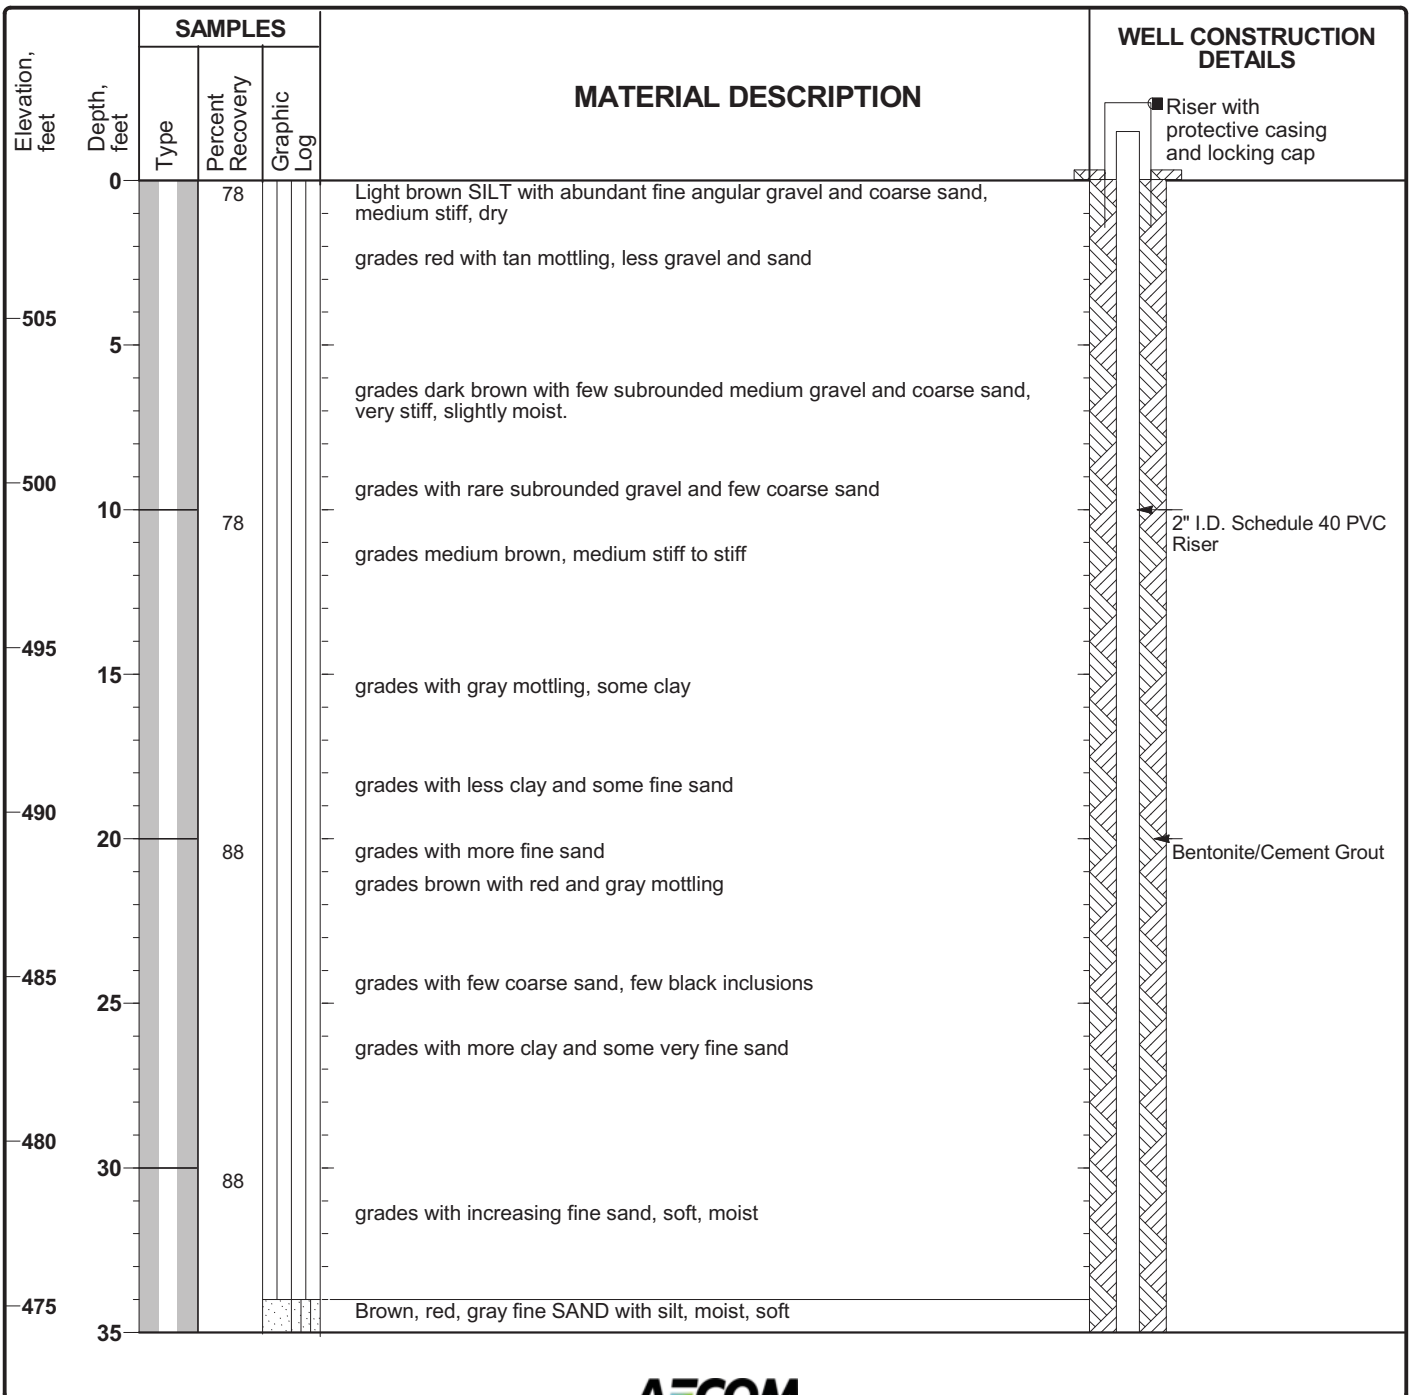 SAMPLES
WELL CONSTRUCTION
DETAILS
Elevation,
feet
Depth,
feet
Type
Percent
Recovery
Graphic
Log
MATERIAL DESCRIPTION
Riser with
protective casing
and locking cap
0
78
Light brown SILT with abundant fine angular gravel and coarse sand,
medium stiff, dry
grades red with tan mottling, less gravel and sand
505
5
grades dark brown with few subrounded medium gravel and coarse sand,
very stiff, slightly moist.
500
grades with rare subrounded gravel and few coarse sand
10
78
2" I.D. Schedule 40 PVC
Riser
grades medium brown, medium stiff to stiff
495
15
grades with gray mottling, some clay
grades with less clay and some fine sand
490
20
88
grades with more fine sand
Bentonite/Cement Grout
grades brown with red and gray mottling
485
grades with few coarse sand, few black inclusions
25
grades with more clay and some very fine sand
480
30
88
grades with increasing fine sand, soft, moist
475
Brown, red, gray fine SAND with silt, moist, soft
35
AECOM